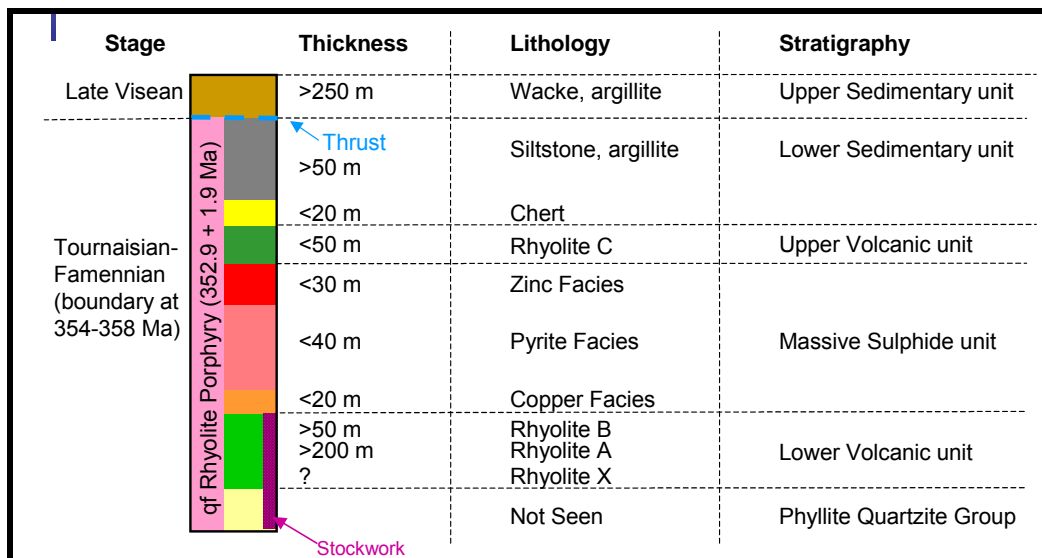 Stage Thickness Lithology Stratigraphy
Late Visean >250 m Wacke, argillite Upper Sedimentary unit
Thrust
>50 m Siltstone, argillite Lower Sedimentary unit
<20 m Chert
<50 m Rhyolite C Upper Volcanic unit
Tournaisian-
Famennian
(boundary at
354-358 Ma)
qf Rhyolite Porphyry (352.9 + 1.9 Ma)
<30 m Zinc Facies
<40 m Pyrite Facies Massive Sulphide unit
<20 m Copper Facies
>50 m Rhyolite B
>200 m Rhyolite A Lower Volcanic unit
? Rhyolite X
Not Seen Phyllite Quartzite Group
Stockwork